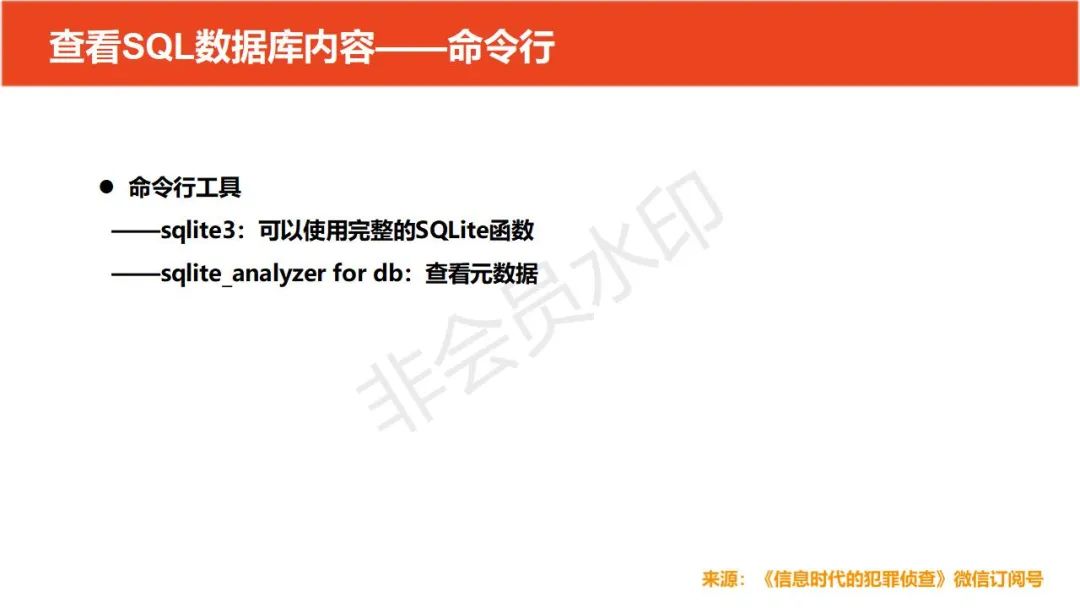 查看SQL数据库内容——命令行
● 命令行工具
——sqlite3：可以使用完整的SQLite函数
——sqlite_analyzer for db：查看元数据
非会员水印
来源：《信息时代的犯罪侦查》微信订阅号